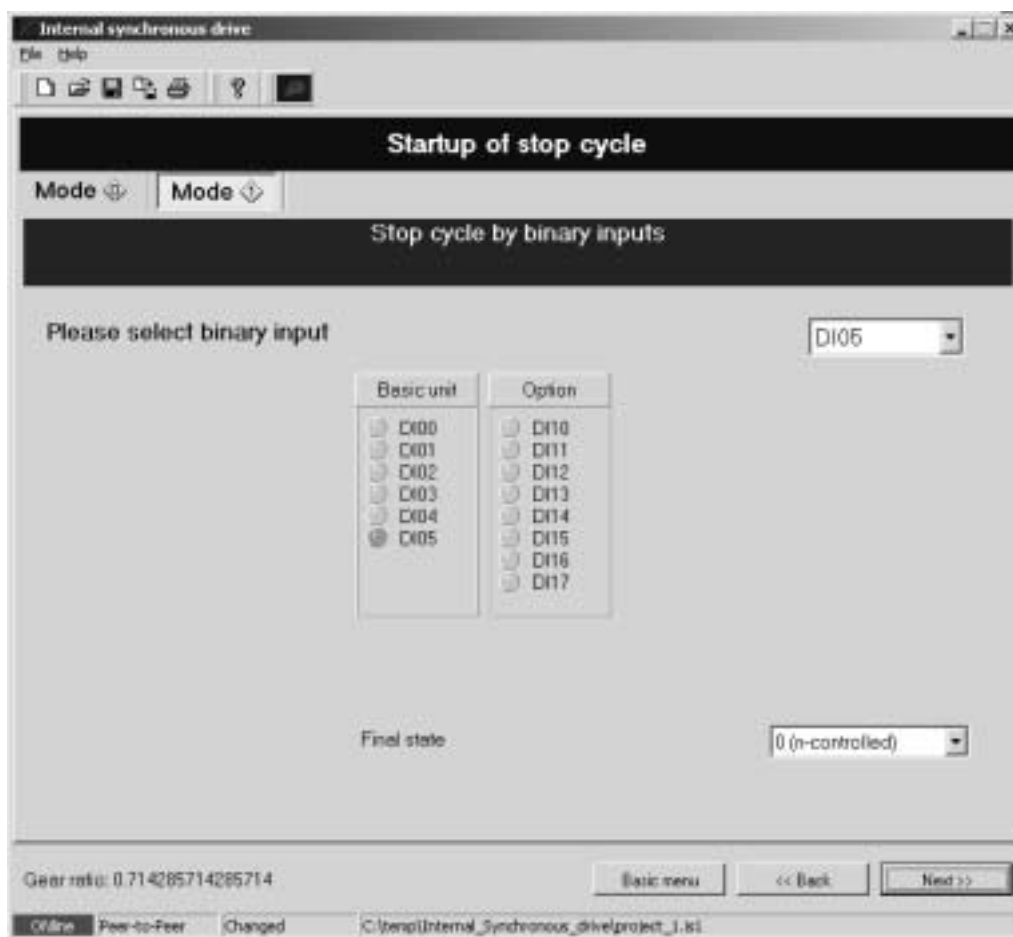 Internal synchronous drive
File Help
Startup of stop cycle
Mode 0 Mode 1
Stop cycle by binary inputs
Please select binary input DI05
Basic unit Option
DI00 DI10
DI01 DI11
DI02 DI12
DI03 DI13
DI04 DI14
DI05 DI15
DI16
DI17
Final state 0 (n-controlled)
Gear ratio: 0.714285714285714 Basic menu << Back Next >>
Offline Peer-to-Peer Changed C:\temp\Internal_Synchronous_drive\project_1.is1